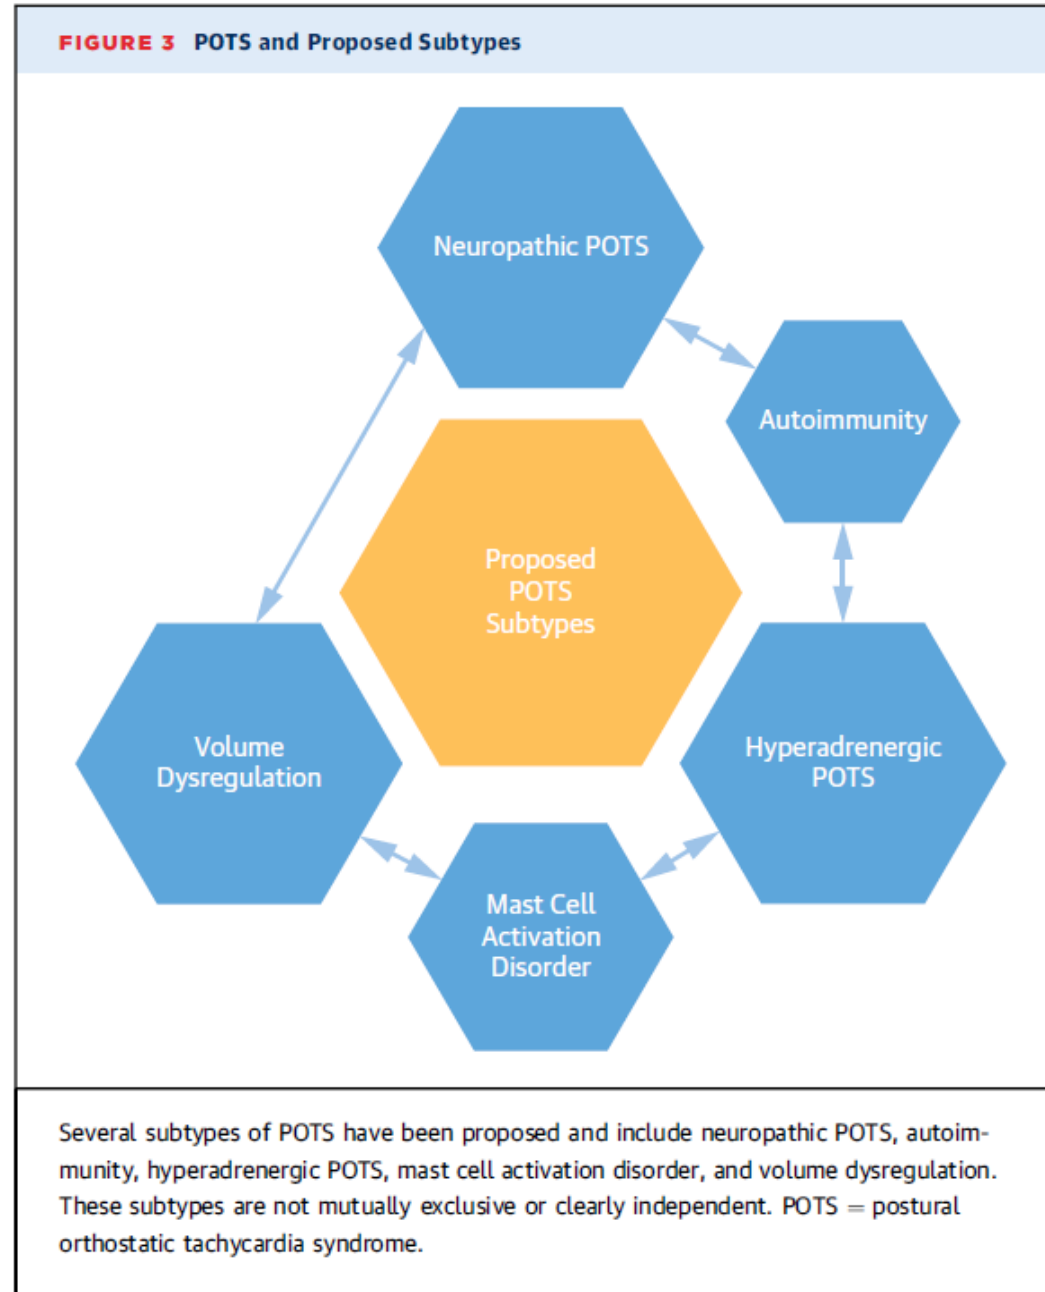 FIGURE 3 POTS and Proposed Subtypes
Neuropathic POTS
Autoimmunity
Proposed
POTS
Subtypes
Volume
Dysregulation
Hyperadrenergic
POTS
Mast Cell
Activation
Disorder
Several subtypes of POTS have been proposed and include neuropathic POTS, autoim-
munity, hyperadrenergic POTS, mast cell activation disorder, and volume dysregulation.
These subtypes are not mutually exclusive or clearly independent. POTS = postural
orthostatic tachycardia syndrome.